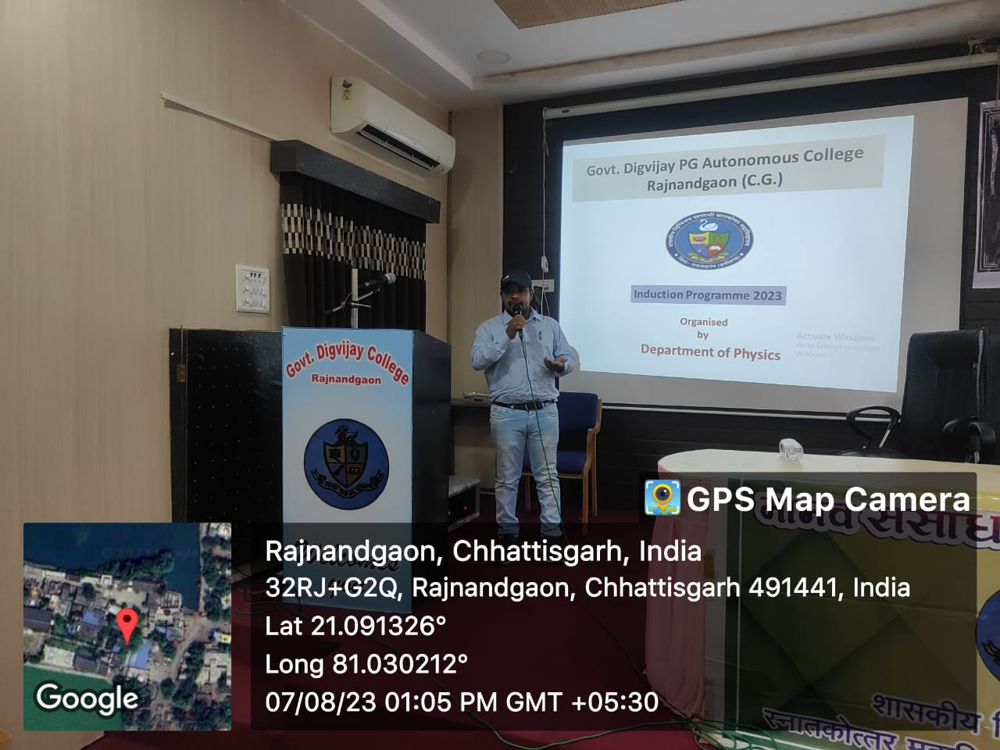 Govt. Digvijay PG Autonomous College
Rajnandgaon (C.G.)
Induction Programme 2023
Organised
by
Department of Physics
Activate Windows
Go to Settings to activate
Windows.
Govt. Digvijay College
Rajnandgaon
GPS Map Camera
मानव संसाध
Rajnandgaon, Chhattisgarh, India
32RJ+G2Q, Rajnandgaon, Chhattisgarh 491441, India
Lat 21.091326°
Long 81.030212°
07/08/23 01:05 PM GMT +05:30
Google
शासकीय
स्नातकोत्तर